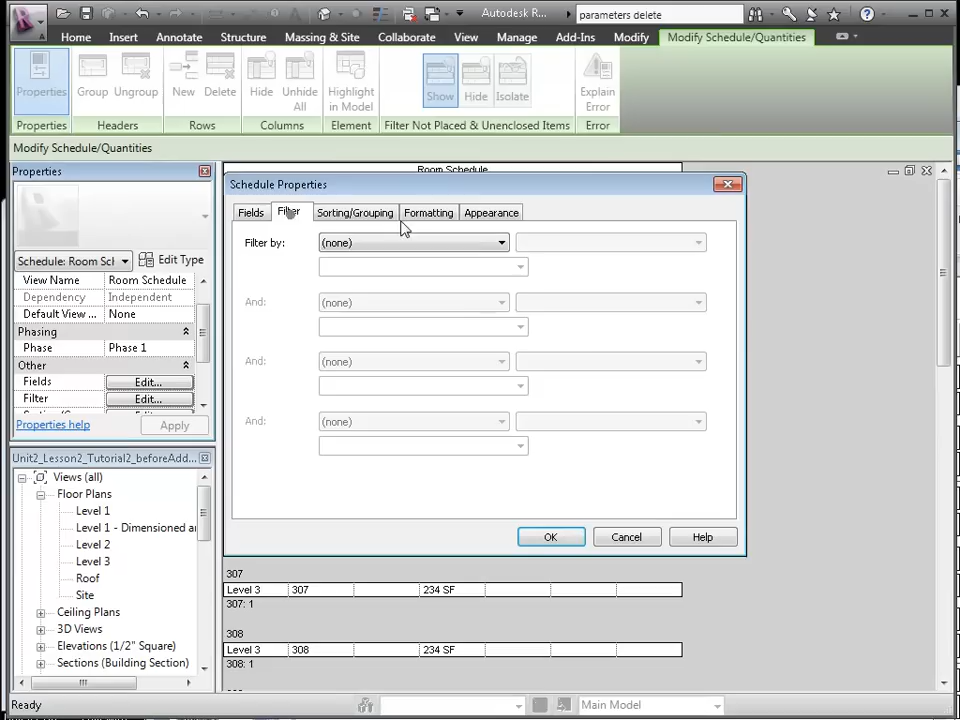 Autodesk R...
parameters delete
Home Insert Annotate Structure Massing & Site Collaborate View Manage Add-Ins Modify Modify Schedule/Quantities
Properties Group Ungroup New Delete Hide Unhide All Highlight in Model Show Hide Isolate Explain Error
Properties Headers Rows Columns Element Filter Not Placed & Unenclosed Items Error
Modify Schedule/Quantities
Properties
Room Schedule
Schedule Properties
Fields Filter Sorting/Grouping Formatting Appearance
Filter by: (none)
And: (none)
And: (none)
And: (none)
OK Cancel Help
Schedule: Room Scl Edit Type
View Name Room Schedule
Dependency Independent
Default View ... None
Phasing
Phase Phase 1
Other
Fields Edit...
Filter Edit...
Properties help Apply
Unit2_Lesson2_Tutorial2_beforeAdd...
Views (all)
Floor Plans
Level 1
Level 1 - Dimensioned ar
Level 2
Level 3
Roof
Site
Ceiling Plans
3D Views
Elevations (1/2" Square)
Sections (Building Section)
307
Level 3 307 234 SF
307: 1
308
Level 3 308 234 SF
308: 1
Ready
Main Model